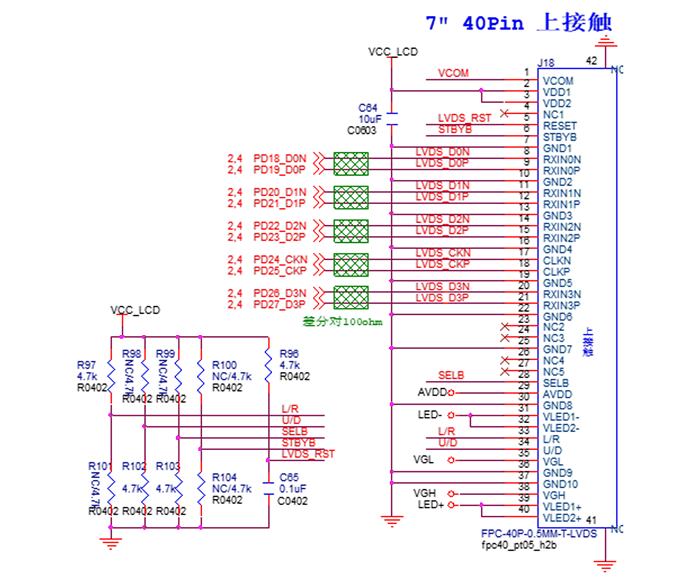 7" 40Pin 上接触
VCC_LCD
J18
42
NC
VCOM
1
VCOM
2
VDD1
3
VDD2
4
NC1
C64
10uF
C0603
LVDS_RST
5
RESET
STBYB
6
STBYB
7
GND1
2,4 PD18_D0N
LVDS_D0N
8
RXIN0N
2,4 PD19_D0P
LVDS_D0P
9
RXIN0P
10
GND2
2,4 PD20_D1N
LVDS_D1N
11
RXIN1N
2,4 PD21_D1P
LVDS_D1P
12
RXIN1P
13
GND3
2,4 PD22_D2N
LVDS_D2N
14
RXIN2N
2,4 PD23_D2P
LVDS_D2P
15
RXIN2P
16
GND4
2,4 PD24_CKN
LVDS_CKN
17
CLKN
2,4 PD25_CKP
LVDS_CKP
18
CLKP
19
GND5
2,4 PD26_D3N
LVDS_D3N
20
RXIN3N
2,4 PD27_D3P
LVDS_D3P
21
RXIN3P
22
GND6
差分对100ohm
23
NC2
24
NC3
25
GND7
26
NC4
27
NC5
上接触
SELB
28
SELB
AVDD
29
AVDD
30
GND8
LED-
31
VLED1-
32
VLED2-
L/R
33
L/R
U/D
34
U/D
VGL
35
VGL
36
GND9
37
GND10
VGH
38
VGH
LED+
39
VLED1+
40
VLED2+
41
NC
FPC-40P-0.5MM-T-LVDS
fpc40_pt05_h2b
VCC_LCD
R97
4.7k
R0402
R98
NC/4.7k
R0402
R99
NC/4.7k
R0402
R100
NC/4.7k
R0402
R96
4.7k
R0402
L/R
U/D
SELB
STBYB
LVDS_RST
R101
NC/4.7k
R0402
R102
4.7k
R0402
R103
4.7k
R0402
R104
NC/4.7k
R0402
C65
0.1uF
C0402